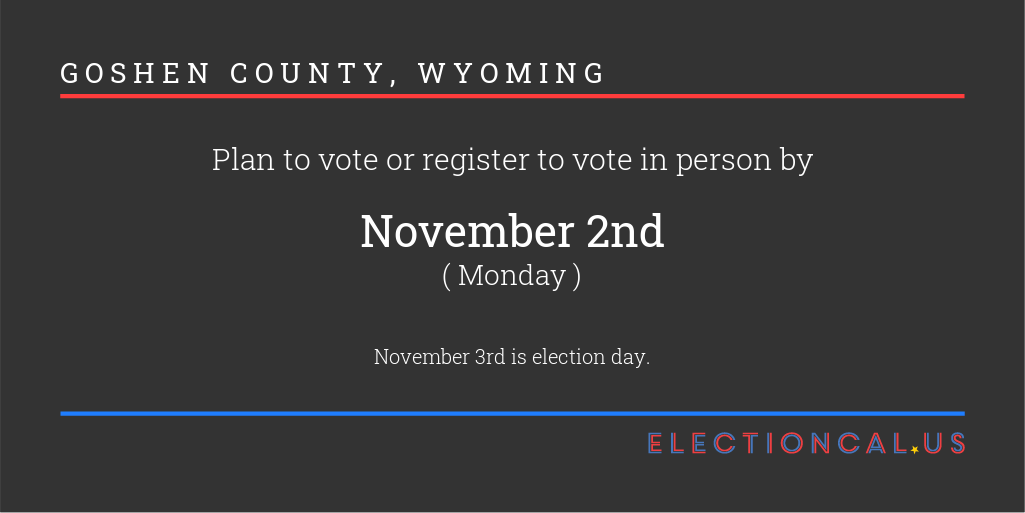 GOSHEN COUNTY, WYOMING
Plan to vote or register to vote in person by
November 2nd
( Monday )
November 3rd is election day.
ELECTIONCAL.US